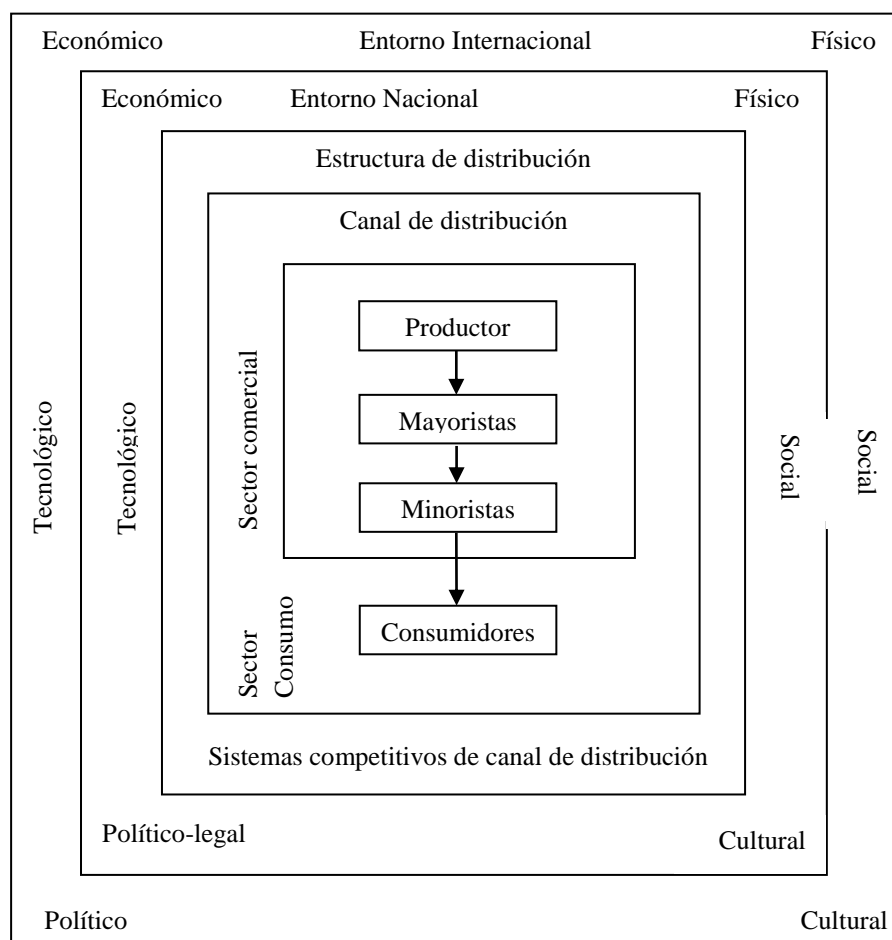 Económico
Entorno Internacional
Físico
Económico
Entorno Nacional
Físico
Estructura de distribución
Canal de distribución
Productor
Mayoristas
Minoristas
Consumidores
Sector comercial
Sector
Consumo
Tecnológico
Tecnológico
Social
Social
Sistemas competitivos de canal de distribución
Político-legal
Cultural
Político
Cultural